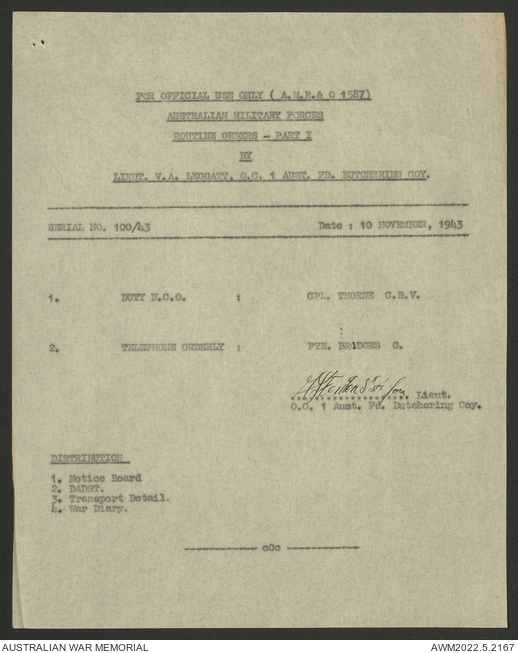 FOR OFFICIAL USE ONLY ( A.M.R.& O 1587)
AUSTRALIAN MILITARY FORCES
ROUTINE ORDERS - PART I
BY
LIEUT. V.A. LEGGATT. O.C. 1 AUST. FD. BUTCHERING COY.
SERIAL NO. 100/43 Date : 10 NOVEMBER, 1943
1. DUTY N.C.O. : CPL. THORNE C.B.V.
2. TELEPHONE ORDERLY : PTE. BRIDGES G.
Lieut.
O.C. 1 Aust. Fd. Butchering Coy.
DISTRIBUTION
1. Notice Board
2. DADST.
3. Transport Detail.
4. War Diary.
oOo
AUSTRALIAN WAR MEMORIAL AWM2022.5.2167